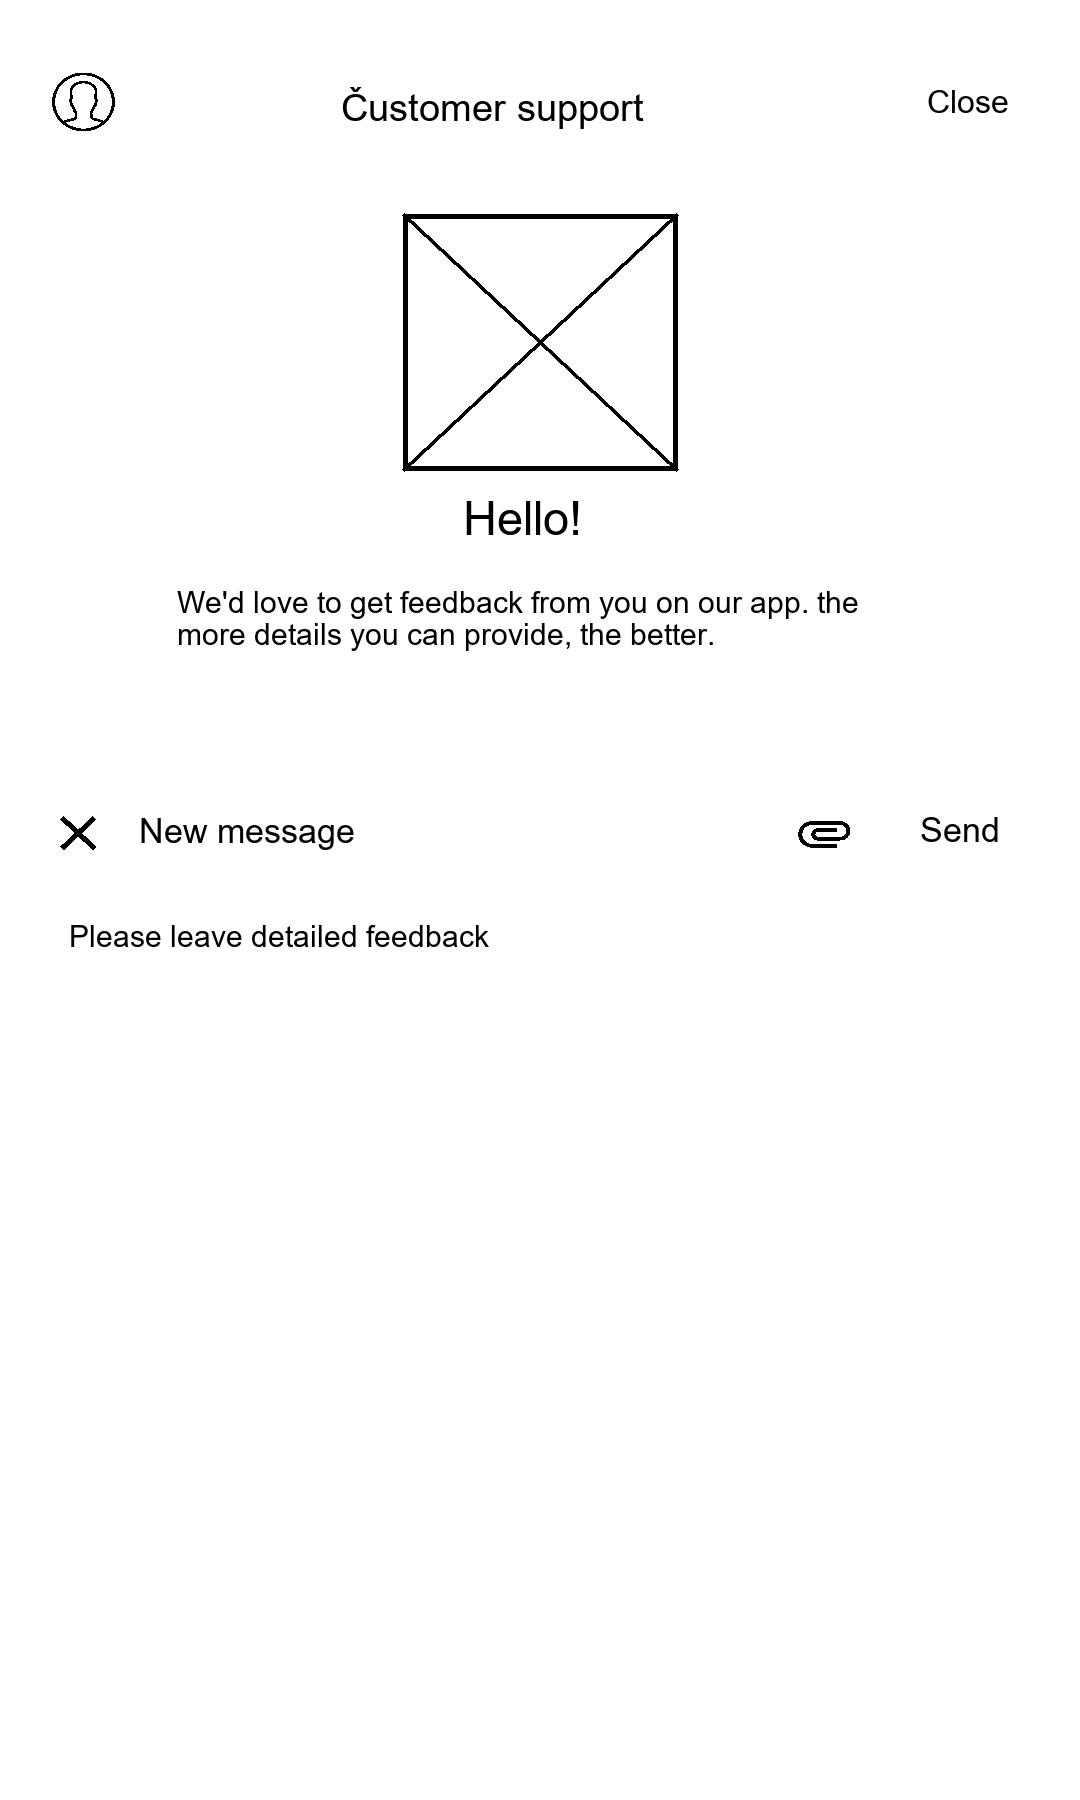 Čustomer support
Close
Hello!
We'd love to get feedback from you on our app. the
more details you can provide, the better.
New message
Send
Please leave detailed feedback